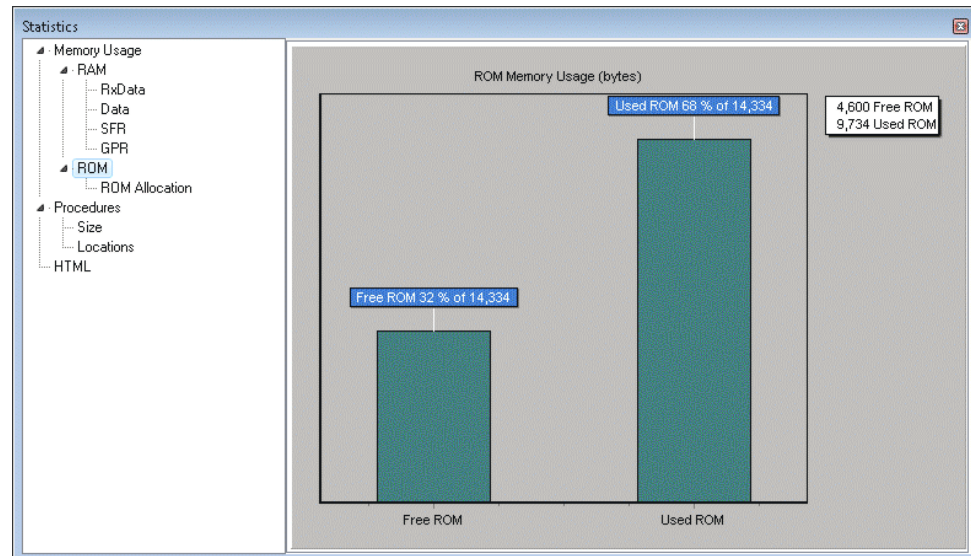 Statistics
Memory Usage
RAM
RxData
Data
SFR
GPR
ROM
ROM Allocation
Procedures
Size
Locations
HTML
ROM Memory Usage (bytes)
Used ROM 68 % of 14,334
4,600 Free ROM
9,734 Used ROM
Free ROM 32 % of 14,334
Free ROM
Used ROM